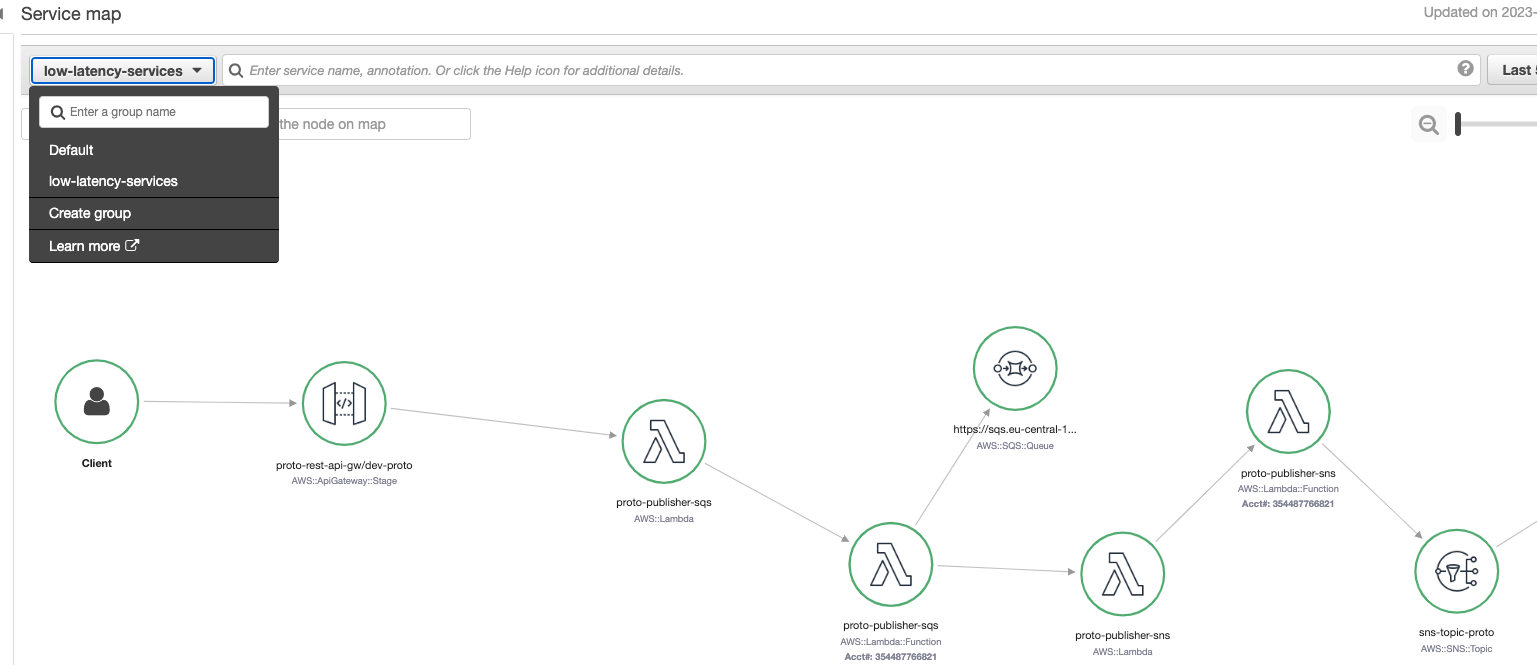 Service map
Updated on 2023-
low-latency-services
Enter service name, annotation. Or click the Help icon for additional details.
?
Last
Enter a group name
the node on map
Default
low-latency-services
Create group
Learn more
Client
proto-rest-api-gw/dev-proto
AWS::ApiGateway::Stage
proto-publisher-sqs
AWS::Lambda
proto-publisher-sqs
AWS::Lambda::Function
Acct#: 354487766821
https://sqs.eu-central-1...
AWS::SQS::Queue
proto-publisher-sns
AWS::Lambda
proto-publisher-sns
AWS::Lambda::Function
Acct#: 354487766821
sns-topic-proto
AWS::SNS::Topic